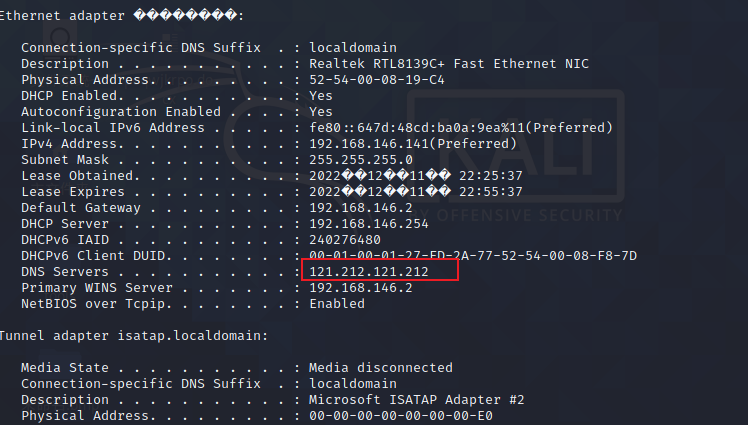 Ethernet adapter ��������:
Connection-specific DNS Suffix  . : localdomain
Description . . . . . . . . . . . : Realtek RTL8139C+ Fast Ethernet NIC
Physical Address. . . . . . . . . : 52-54-00-08-19-C4
DHCP Enabled. . . . . . . . . . . : Yes
Autoconfiguration Enabled . . . . : Yes
Link-local IPv6 Address . . . . . : fe80::647d:48cd:ba0a:9ea%11(Preferred)
IPv4 Address. . . . . . . . . . . : 192.168.146.141(Preferred)
Subnet Mask . . . . . . . . . . . : 255.255.255.0
Lease Obtained. . . . . . . . . . : 2022��12��11�� 22:25:37
Lease Expires . . . . . . . . . . : 2022��12��11�� 22:55:37
Default Gateway . . . . . . . . . : 192.168.146.2
DHCP Server . . . . . . . . . . . : 192.168.146.254
DHCPv6 IAID . . . . . . . . . . . : 240276480
DHCPv6 Client DUID. . . . . . . . : 00-01-00-01-27-ED-2A-77-52-54-00-08-F8-7D
DNS Servers . . . . . . . . . . . : 121.212.121.212
Primary WINS Server . . . . . . . : 192.168.146.2
NetBIOS over Tcpip. . . . . . . . : Enabled
Tunnel adapter isatap.localdomain:
Media State . . . . . . . . . . . : Media disconnected
Connection-specific DNS Suffix  . : localdomain
Description . . . . . . . . . . . : Microsoft ISATAP Adapter #2
Physical Address. . . . . . . . . : 00-00-00-00-00-00-00-E0
KALI
BY OFFENSIVE SECURITY